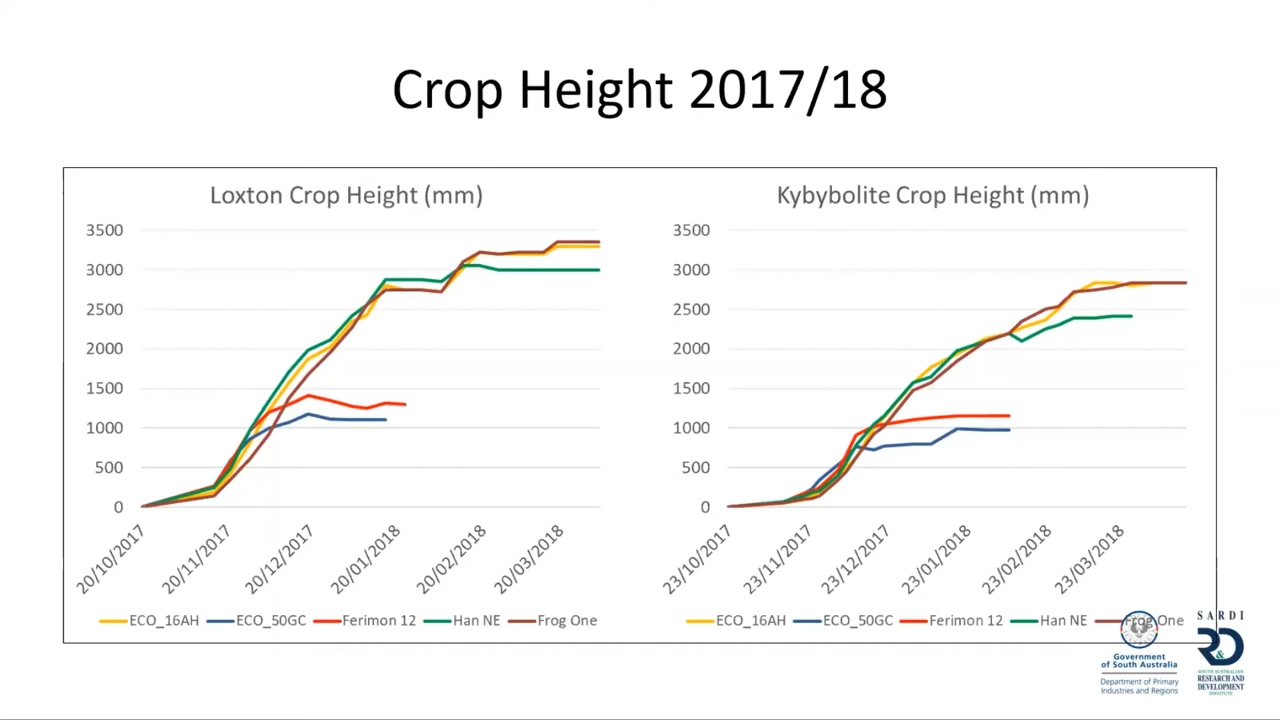 Crop Height 2017/18
Loxton Crop Height (mm)
3500
3000
2500
2000
1500
1000
500
0
20/10/2017
20/11/2017
20/12/2017
20/01/2018
20/02/2018
20/03/2018
ECO_16AH ECO_50GC Ferimon 12 Han NE Frog One
Kybybolite Crop Height (mm)
3500
3000
2500
2000
1500
1000
500
0
23/10/2017
23/11/2017
23/12/2017
23/01/2018
23/02/2018
23/03/2018
ECO_16AH ECO_50GC Ferimon 12 Han NE Frog One
Government
of South Australia
Department of Primary
Industries and Regions
SARDI
R&D
SOUTH AUSTRALIAN
RESEARCH AND
DEVELOPMENT
INSTITUTE